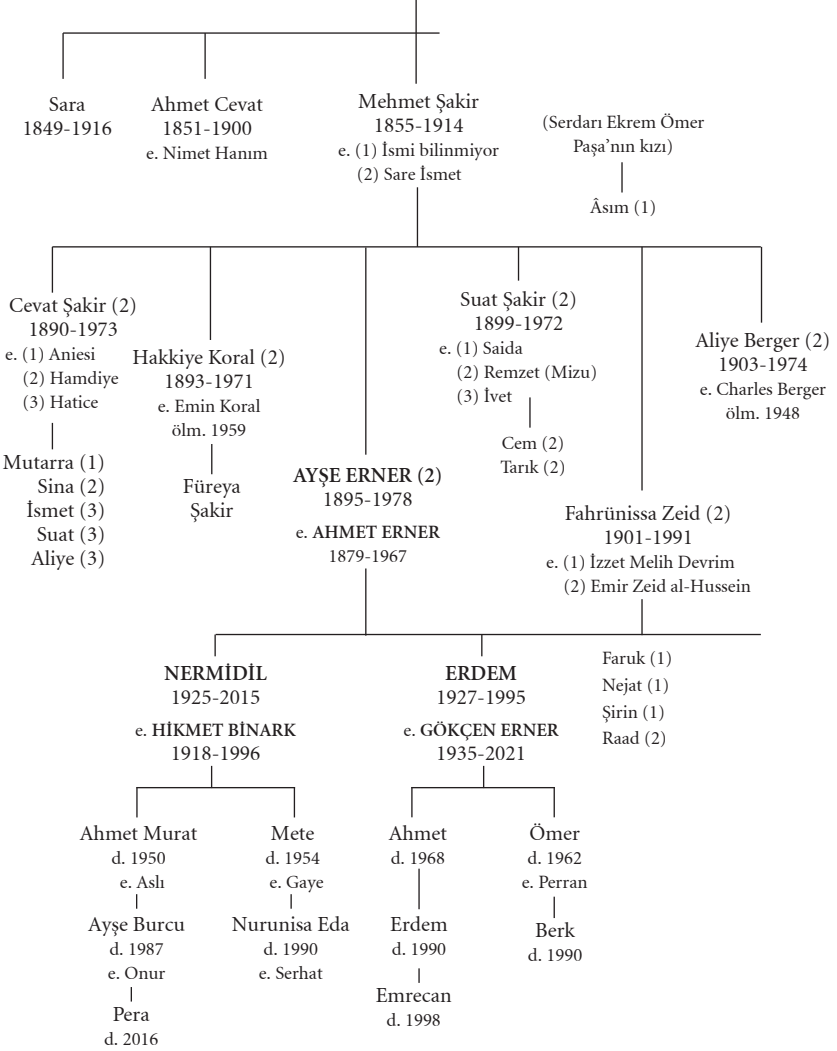 Sara
1849-1916
Ahmet Cevat
1851-1900
e. Nimet Hanım
Mehmet Şakir
1855-1914
e. (1) İsmi bilinmiyor
(2) Sare İsmet
(Serdarı Ekrem Ömer
Paşa’nın kızı)
Âsım (1)
Cevat Şakir (2)
1890-1973
e. (1) Aniesi
(2) Hamdiye
(3) Hatice
Mutarra (1)
Sina (2)
İsmet (3)
Suat (3)
Aliye (3)
Hakkiye Koral (2)
1893-1971
e. Emin Koral
ölm. 1959
Füreya
Şakir
AYŞE ERNER (2)
1895-1978
e. AHMET ERNER
1879-1967
Suat Şakir (2)
1899-1972
e. (1) Saida
(2) Remzet (Mizu)
(3) İvet
Cem (2)
Tarık (2)
Fahrünissa Zeid (2)
1901-1991
e. (1) İzzet Melih Devrim
(2) Emir Zeid al-Hussein
Aliye Berger (2)
1903-1974
e. Charles Berger
ölm. 1948
NERMİDİL
1925-2015
e. HİKMET BİNARK
1918-1996
ERDEM
1927-1995
e. GÖKÇEN ERNER
1935-2021
Faruk (1)
Nejat (1)
Şirin (1)
Raad (2)
Ahmet Murat
d. 1950
e. Aslı
Ayşe Burcu
d. 1987
e. Onur
Pera
d. 2016
Mete
d. 1954
e. Gaye
Nurunisa Eda
d. 1990
e. Serhat
Ahmet
d. 1968
Erdem
d. 1990
Emrecan
d. 1998
Ömer
d. 1962
e. Perran
Berk
d. 1990